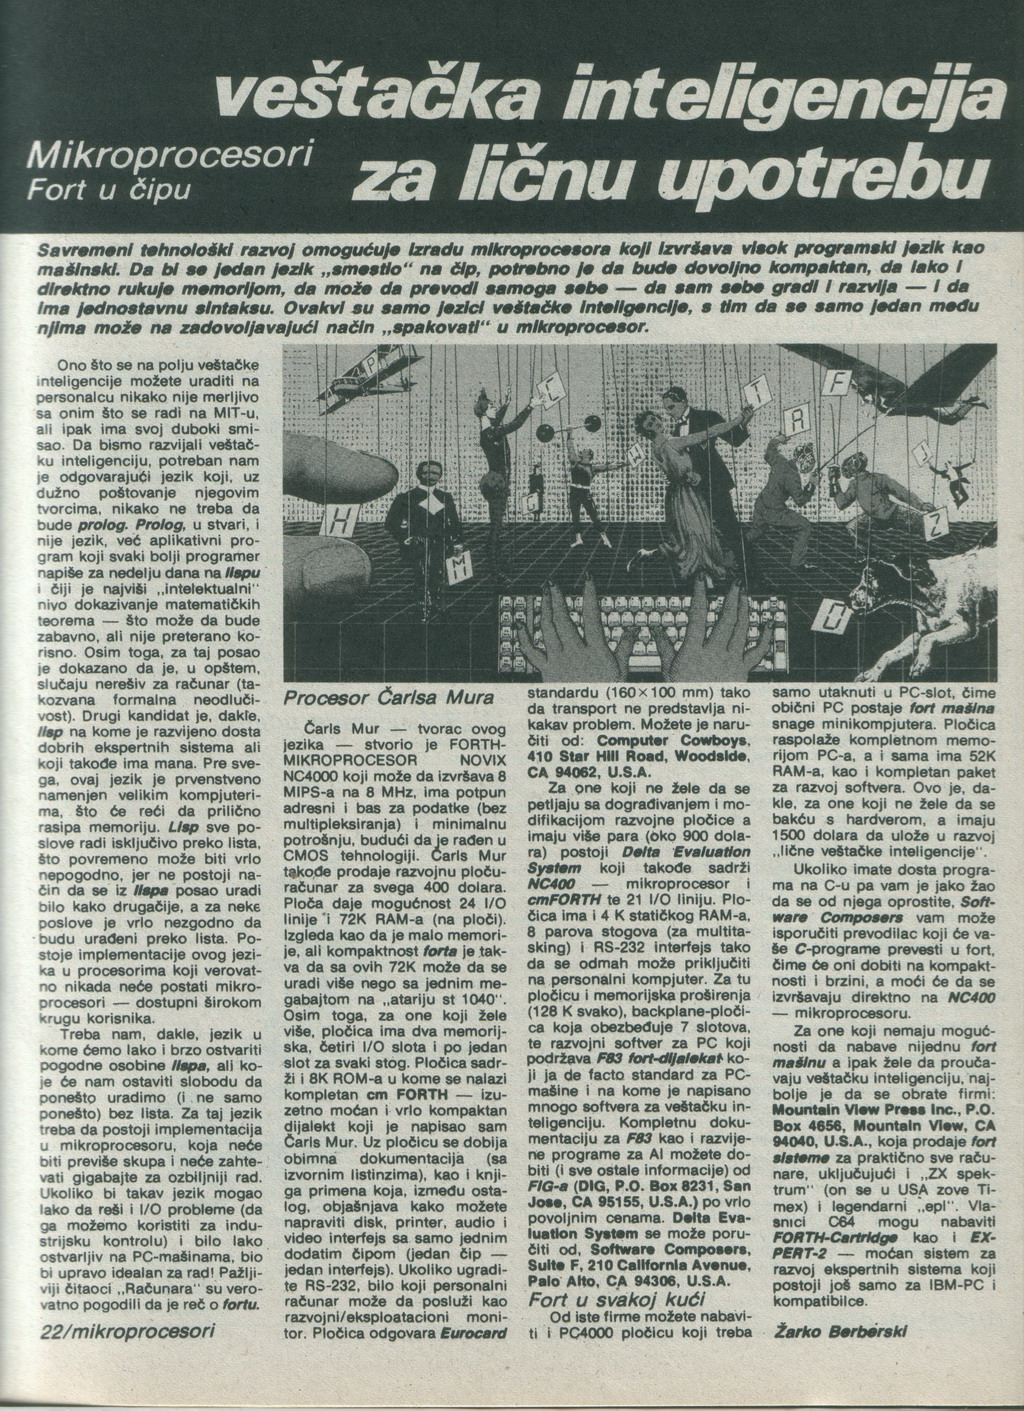 veštačka inteligencija
Mikroprocesori
Fort u čipu
za ličnu upotrebu
Savremeni tehnološki razvoj omogućuje izradu mikroprocesora koji izvršava visok programski jezik kao
mašinski. Da bi se jedan jezik „smestio“ na čip, potrebno je da bude dovoljno kompaktan, da lako i
direktno rukuje memorijom, da može da prevodi samoga sebe — da sam sebe gradi i razvija — i da
ima jednostavnu sintaksu. Ovakvi su samo jezici veštačke inteligencije, s tim da se samo jedan među
njima može na zadovoljavajući način „spakovati“ u mikroprocesor.
Ono što se na polju veštačke
inteligencije možete uraditi na
personalcu nikako nije merljivo
sa onim što se radi na MIT-u,
ali ipak ima svoj duboki smi-
sao. Da bismo razvijali veštač-
ku inteligenciju, potreban nam
je odgovarajući jezik koji, uz
dužno poštovanje njegovim
tvorcima, nikako ne treba da
bude prolog. Prolog, u stvari, i
nije jezik, već aplikativni pro-
gram koji svaki bolji programer
napiše za nedelju dana na lispu
i čiji je najviši „intelektualni“
nivo dokazivanje matematičkih
teorema — što može da bude
zabavno, ali nije preterano ko-
risno. Osim toga, za taj posao
je dokazano da je, u opštem,
slučaju nerešiv za računar (ta-
kozvana formalna neodluči-
vost). Drugi kandidat je, dakle,
lisp na kome je razvijeno dosta
dobrih ekspertnih sistema ali
koji takođe ima mana. Pre sve-
ga, ovaj jezik je prvenstveno
namenjen velikim kompjuteri-
ma, što će reći da prilično
rasipa memoriju. Lisp sve po-
slove radi isključivo preko lista,
što povremeno može biti vrlo
nepogodno, jer ne postoji na-
čin da se iz lispa posao uradi
bilo kako drugačije, a za neke
poslove je vrlo nezgodno da
budu urađeni preko lista. Po-
stoje implementacije ovog jezi-
ka u procesorima koji verovat-
no nikada neće postati mikro-
procesori — dostupni širokom
krugu korisnika.
Treba nam, dakle, jezik u
kome ćemo lako i brzo ostvariti
pogodne osobine lispa, ali ko-
je će nam ostaviti slobodu da
ponešto uradimo (i ne samo
ponešto) bez lista. Za taj jezik
treba da postoji implementacija
u mikroprocesoru, koja neće
biti previše skupa i neće zahte-
vati gigabajte za ozbiljniji rad.
Ukoliko bi takav jezik mogao
lako da reši i I/O probleme (da
ga možemo koristiti za indu-
strijsku kontrolu) i bilo lako
ostvarljiv na PC-mašinama, bio
bi upravo idealan za rad! Pažlji-
viji čitaoci „Računara“ su vero-
vatno pogodili da je reč o fortu.
22/mikroprocesori
P
C
T
F
A
W
L
H
Q
M
Z
O
Procesor Čarlsa Mura
Čarls Mur — tvorac ovog
jezika — stvorio je FORTH-
MIKROPROCESOR NOVIX
NC4000 koji može da izvršava 8
MIPS-a na 8 MHz, ima potpun
adresni i bas za podatke (bez
multipleksiranja) i minimalnu
potrošnju, budući da je rađen u
CMOS tehnologiji. Čarls Mur
takođe prodaje razvojnu ploču-
računar za svega 400 dolara.
Ploča daje mogućnost 24 I/O
linije i 72K RAM-a (na ploči).
Izgleda kao da je malo memori-
je, ali kompaktnost forta je tak-
va da sa ovih 72K može da se
uradi više nego sa jednim me-
gabajtom na „atariju st 1040“.
Osim toga, za one koji žele
više, pločica ima dva memorij-
ska, četiri I/O slota i po jedan
slot za svaki stog. Pločica sadr-
ži i 8K ROM-a u kome se nalazi
kompletan cm FORTH — izu-
zetno moćan i vrlo kompaktan
dijalekt koji je napisao sam
Čarls Mur. Uz pločicu se dobija
obimna dokumentacija (sa
izvornim listinzima), kao i knji-
ga primena koja, između osta-
log, objašnjava kako možete
napraviti disk, printer, audio i
video interfejs sa samo jednim
dodatim čipom (jedan čip —
jedan interfejs). Ukoliko ugradi-
te RS-232, bilo koji personalni
računar može da posluži kao
razvojni/eksploatacioni moni-
tor. Pločica odgovara Eurocard
standardu (160×100 mm) tako
da transport ne predstavlja ni-
kakav problem. Možete je naru-
čiti od: Computer Cowboys,
410 Star Hill Road, Woodside,
CA 94062, U.S.A.
Za one koji ne žele da se
petljaju sa dograđivanjem i mo-
difikacijom razvojne pločice a
imaju više para (oko 900 dola-
ra) postoji Delta Evaluation
System koji takođe sadrži
NC400 — mikroprocesor i
cmFORTH te 21 I/O liniju. Plo-
čica ima i 4 K statičkog RAM-a,
8 parova stogova (za multita-
sking) i RS-232 interfejs tako
da se odmah može priključiti
na personalni kompjuter. Za tu
pločicu i memorijska proširenja
(128 K svako), backplane-ploči-
ca koja obezbeđuje 7 slotova,
te razvojni softver za PC koji
podržava F83 fort-dijalekat ko-
ji ja de facto standard za PC-
mašine i na kome je napisano
mnogo softvera za veštačku in-
teligenciju. Kompletnu doku-
mentaciju za F83 kao i razvije-
ne programe za AI možete do-
biti (i sve ostale informacije) od
FIG-a (DIG, P.O. Box 8231, San
Jose, CA 95155, U.S.A.) po vrlo
povoljnim cenama. Delta Eva-
luation System se može poru-
čiti od, Software Composers,
Suite F, 210 California Avenue,
Palo Alto, CA 94306, U.S.A.
Fort u svakoj kući
Od iste firme možete nabavi-
ti i PC4000 pločicu koji treba
samo utaknuti u PC-slot, čime
obični PC postaje fort mašina
snage minikompjutera. Pločica
raspolaže kompletnom memo-
rijom PC-a, a i sama ima 52K
RAM-a, kao i kompletan paket
za razvoj softvera. Ovo je, da-
kle, za one koji ne žele da se
bakću s hardverom, a imaju
1500 dolara da ulože u razvoj
„lične veštačke inteligencije“.
Ukoliko imate dosta progra-
ma na C-u pa vam je jako žao
da se od njega oprostite, Soft-
ware Composers vam može
isporučiti prevodilac koji će va-
še C-programe prevesti u fort,
čime će oni dobiti na kompakt-
nosti i brzini, a moći će da se
izvršavaju direktno na NC400
— mikroprocesoru.
Za one koji nemaju moguć-
nosti da nabave nijednu fort
mašinu a ipak žele da prouča-
vaju veštačku inteligenciju, naj-
bolje je da se obrate firmi:
Mountain View Press Inc., P.O.
Box 4656, Mountain View, CA
94040, U.S.A., koja prodaje fort
sisteme za praktično sve raču-
nare, uključujući i „ZX spek-
trum“ (on se u USA zove Ti-
mex) i legendarni „epl“. Vla-
snici C64 mogu nabaviti
FORTH-Cartridge kao i EX-
PERT-2 — moćan sistem za
razvoj ekspertnih sistema koji
postoji još samo za IBM-PC i
kompatibilce.
Žarko Berberski